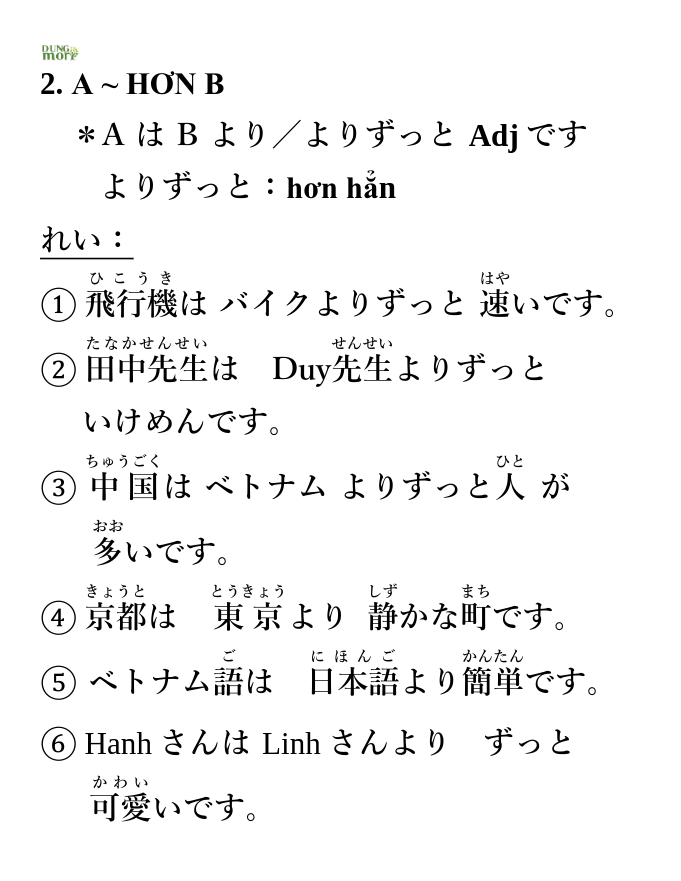 DUNG
mori
2. A ~ HƠN B
＊A は B より／よりずっと Adj です
よりずっと：hơn hẳn
れい：
ひこうき はや
① 飛行機は バイクよりずっと 速いです。
たなかせんせい せんせい
② 田中先生は　Duy先生よりずっと
いけめんです。
ちゅうごく ひと
③ 中国は ベトナム よりずっと人 が
おお
多いです。
きょうと とうきょう しず まち
④ 京都は　東京より 静かな町です。
ご にほんご かんたん
⑤ ベトナム語は　日本語より簡単です。
⑥ Hanh さんは Linh さんより　ずっと
かわい
可愛いです。